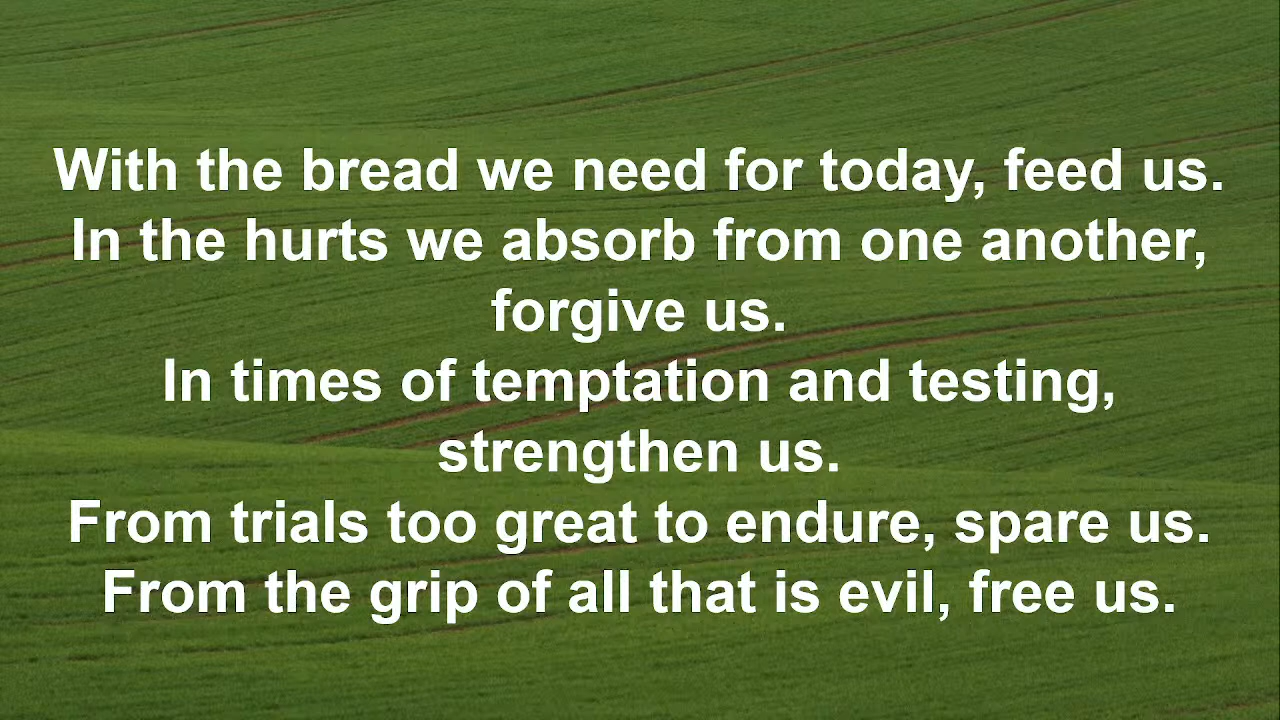 With the bread we need for today, feed us.
In the hurts we absorb from one another,
forgive us.
In times of temptation and testing,
strengthen us.
From trials too great to endure, spare us.
From the grip of all that is evil, free us.